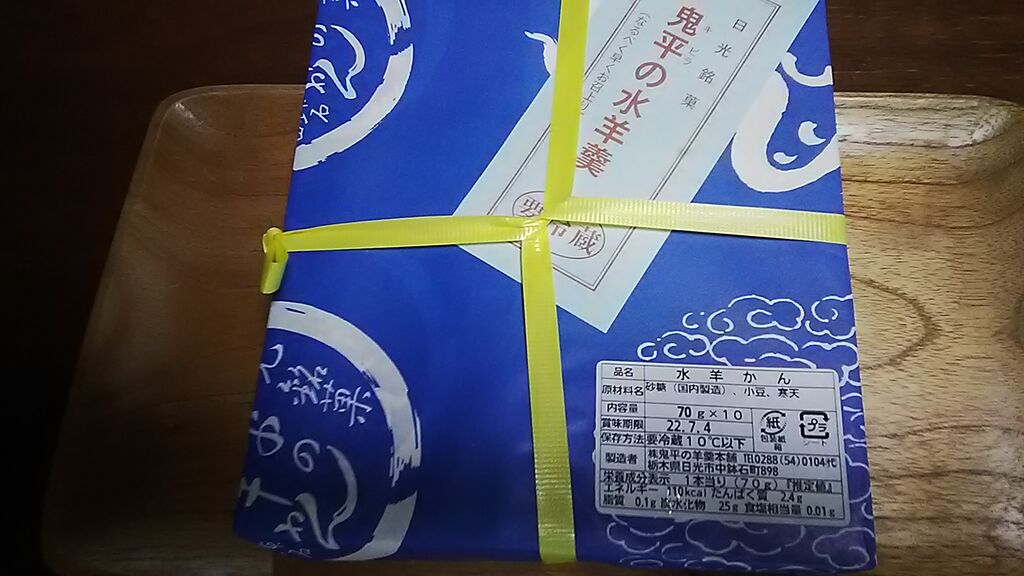 日光銘菓
キビラ
鬼平の水羊羹
(なるべく早くお召上り
要冷蔵
品名 水羊かん
原材料名 砂糖(国内製造)、小豆、寒天
内容量 70g×10
賞味期限 22.7.4
保存方法 要冷蔵10℃以下
紙
包装紙
箱
プラ
シート
製造者 ㈱鬼平の羊羹本舗 TEL0288(54)0104代
栃木県日光市中鉢石町898
栄養成分表示 1本当り(70g)『推定値』
エネルギー 110kcal たんぱく質 2.4g
脂質 0.1g 炭水化物 25g 食塩相当量 0.01g